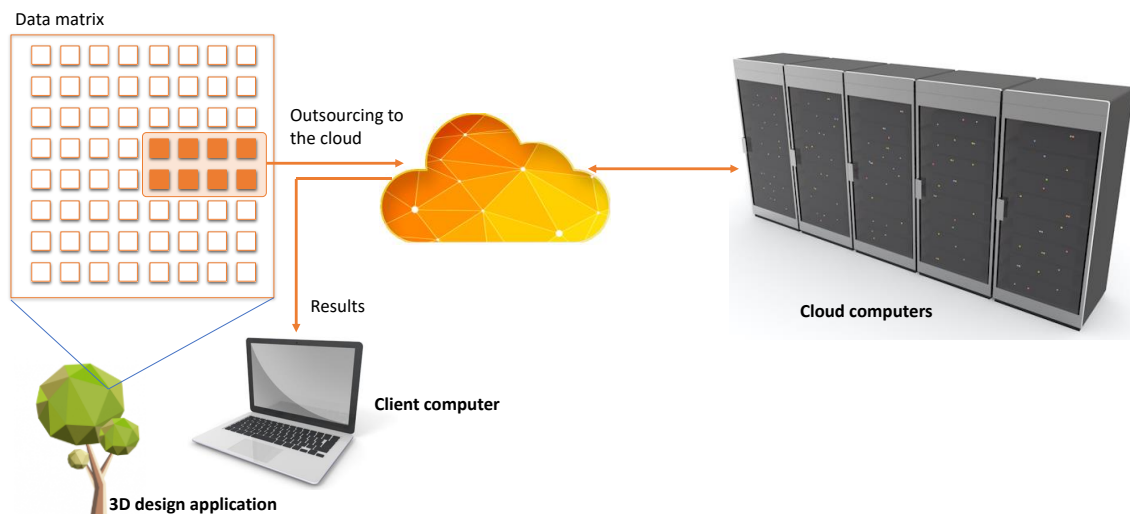 Data matrix
Outsourcing to
the cloud
Results
Cloud computers
Client computer
3D design application